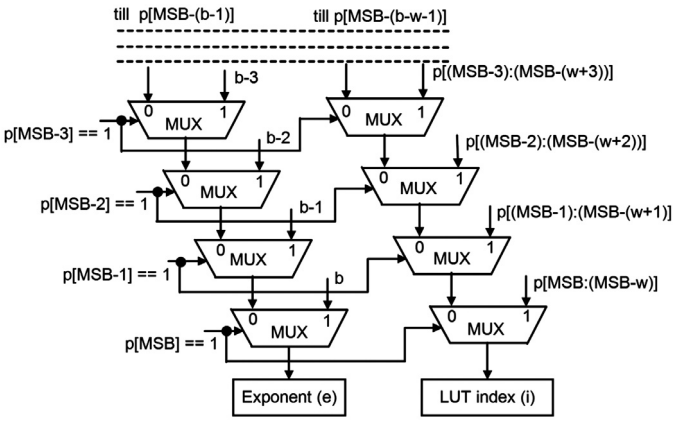 till p[MSB-(b-1)] till p[MSB-(b-w-1)]
b-3 p[(MSB-3):(MSB-(w+3))]
0 1 0 1
MUX MUX
p[MSB-3] == 1
b-2 p[(MSB-2):(MSB-(w+2))]
0 1 0 1
MUX MUX
p[MSB-2] == 1
b-1 p[(MSB-1):(MSB-(w+1)]
0 1 0 1
MUX MUX
p[MSB-1] == 1
b p[MSB:(MSB-w)]
0 1 0 1
MUX MUX
p[MSB] == 1
Exponent (e) LUT index (i)